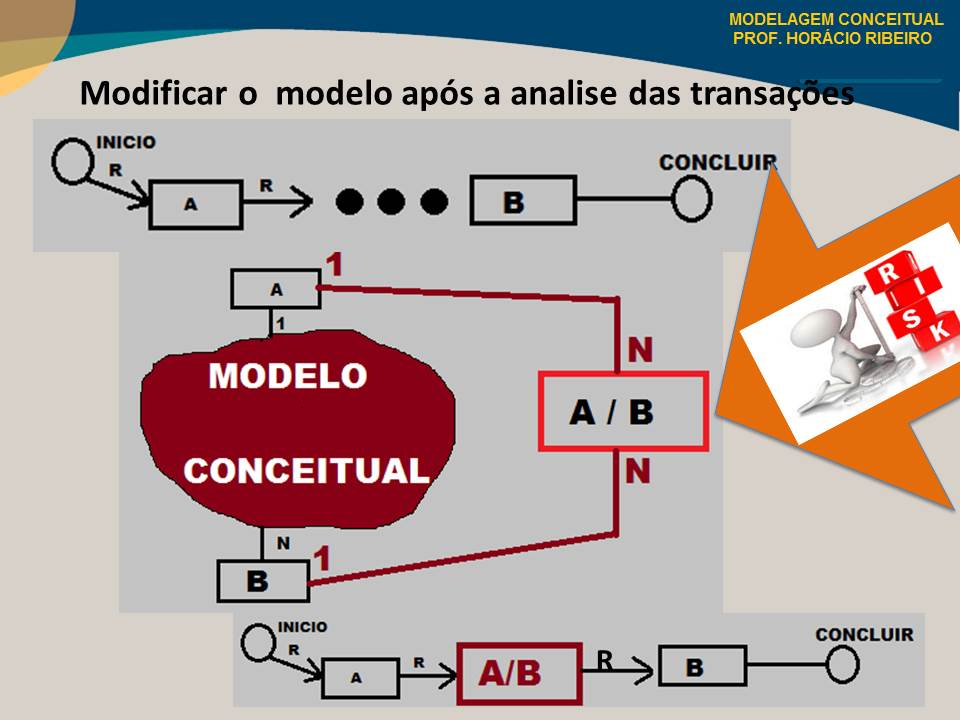 MODELAGEM CONCEITUAL
PROF. HORÁCIO RIBEIRO
Modificar o modelo após a analise das transações
INICIO
R
A
R
B
CONCLUIR
A
1
1
MODELO
CONCEITUAL
N
A / B
N
N
1
B
R
I
S
K
INICIO
R
A
R
A/B
R
B
CONCLUIR